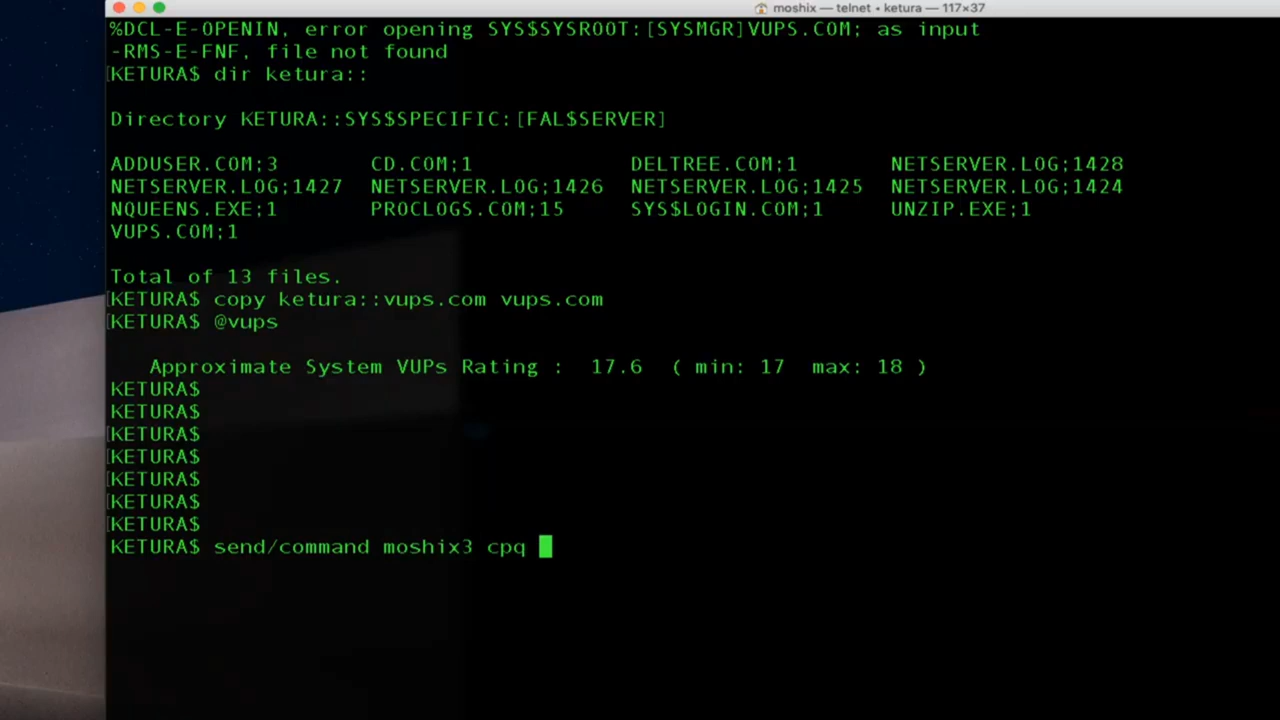 moshix — telnet • ketura — 117×37
%DCL-E-OPENIN, error opening SYS$SYSROOT:[SYSMGR]VUPS.COM; as input
-RMS-E-FNF, file not found
[KETURA$ dir ketura::
Directory KETURA::SYS$SPECIFIC:[FAL$SERVER]
ADDUSER.COM;3 CD.COM;1 DELTREE.COM;1 NETSERVER.LOG;1428
NETSERVER.LOG;1427 NETSERVER.LOG;1426 NETSERVER.LOG;1425 NETSERVER.LOG;1424
NQUEENS.EXE;1 PROCLOGS.COM;15 SYS$LOGIN.COM;1 UNZIP.EXE;1
VUPS.COM;1
Total of 13 files.
[KETURA$ copy ketura::vups.com vups.com
[KETURA$ @vups
Approximate System VUPs Rating : 17.6 ( min: 17 max: 18 )
KETURA$
KETURA$
[KETURA$
[KETURA$
[KETURA$
[KETURA$
[KETURA$
KETURA$ send/command moshix3 cpq